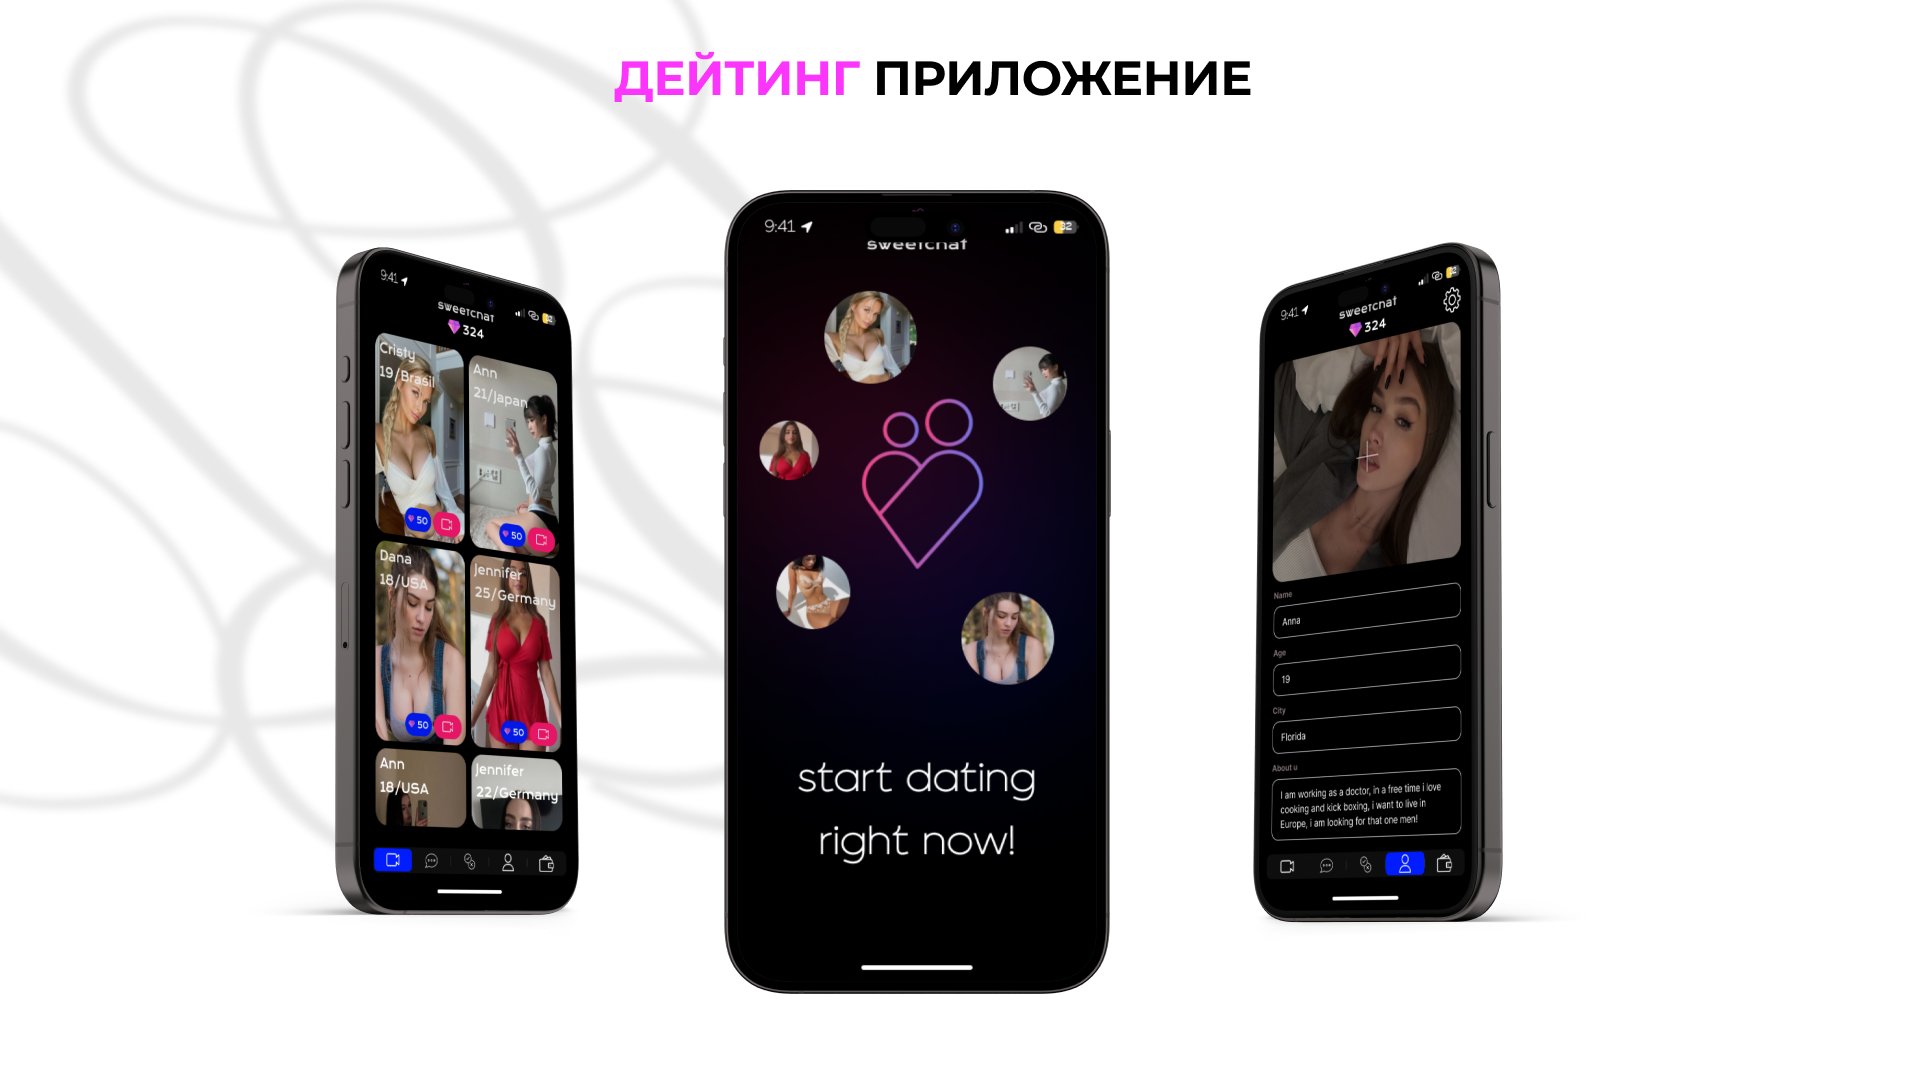 ДЕЙТИНГ ПРИЛОЖЕНИЕ
9:41
sweetchat
324
Cristy
19/Brasil
50
Ann
21/Japan
50
Dana
18/USA
50
Jennifer
25/Germany
50
Ann
18/USA
Jennifer
22/Germany
9:41
32
sweetchat
start dating
right now!
9:41
sweetchat
324
Name
Anna
Age
19
City
Florida
About u
I am working as a doctor, in a free time i love
cooking and kick boxing, i want to live in
Europe, i am looking for that one men!